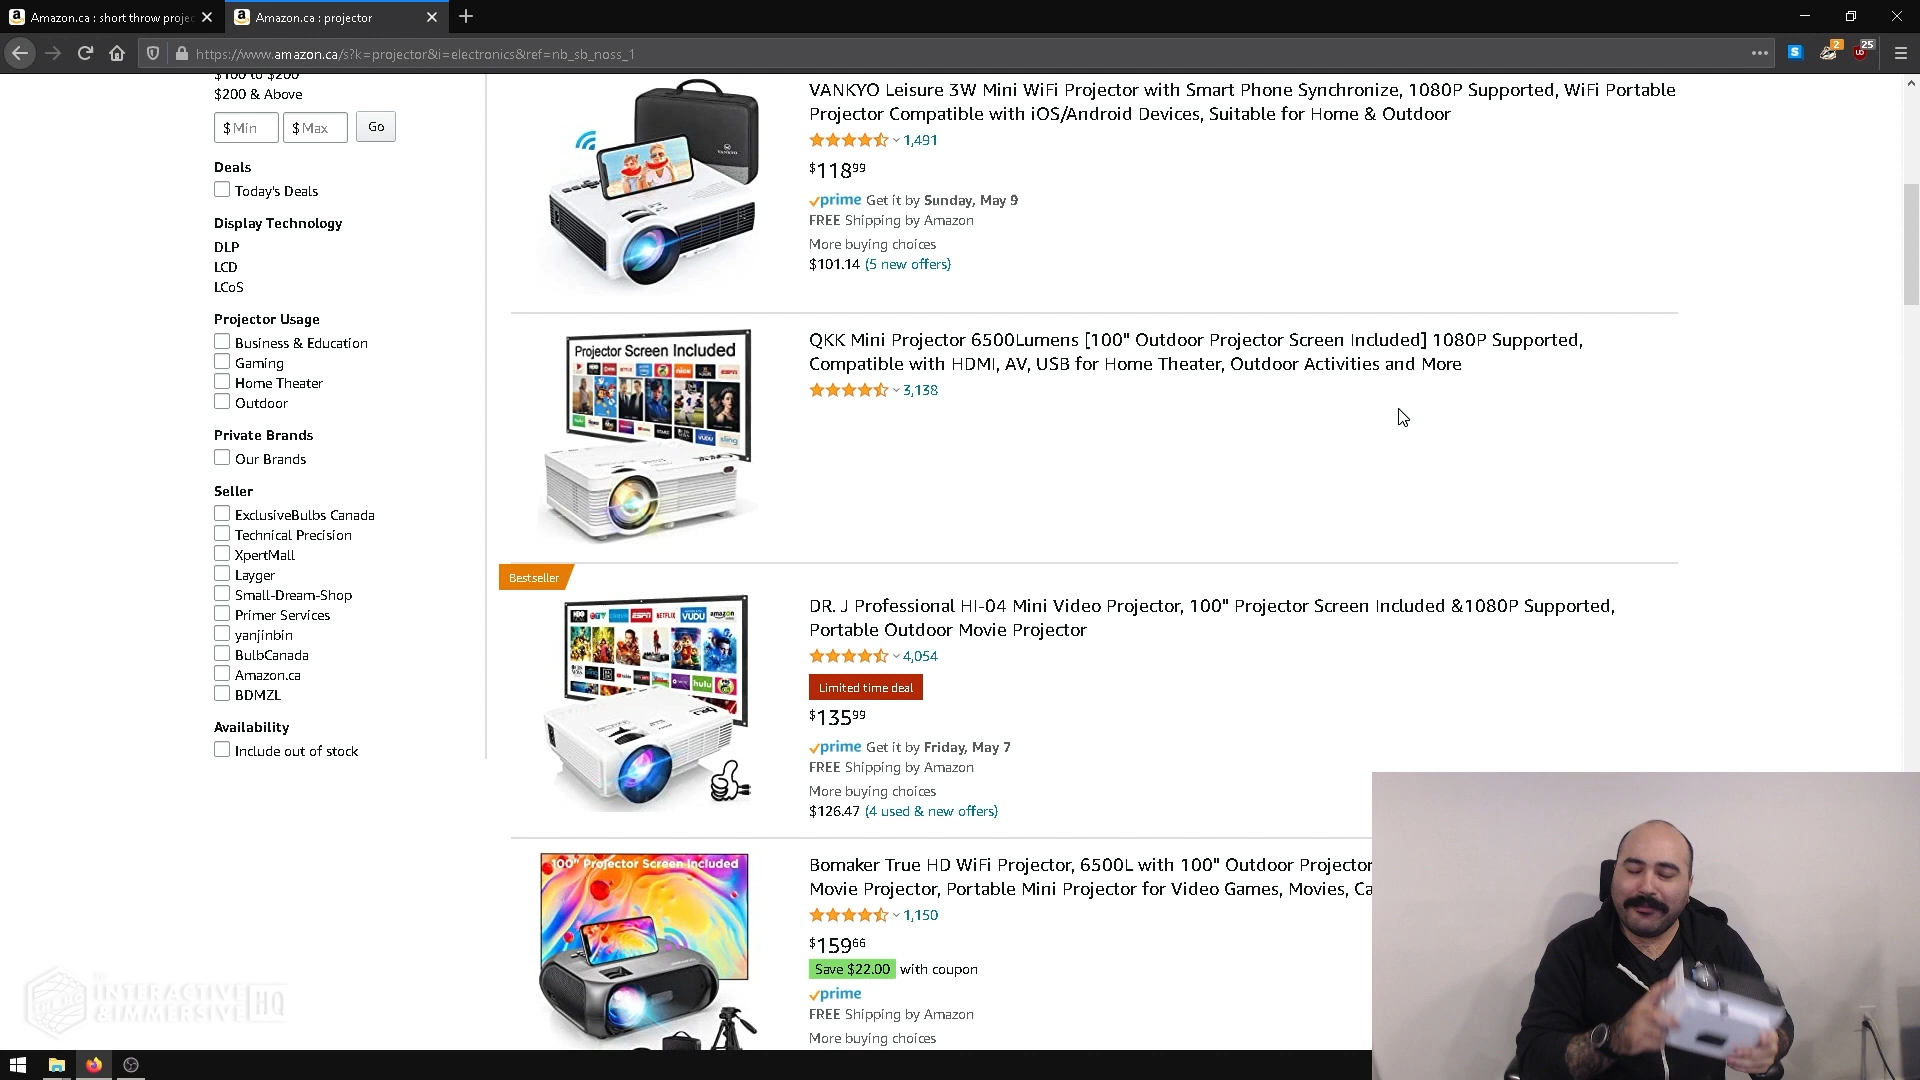 Amazon.ca : short throw projec
Amazon.ca : projector
https://www.amazon.ca/s?k=projector&i=electronics&ref=nb_sb_noss_1
S
2
25
$100 to $200
$200 & Above
$ Min
$ Max
Go
Deals
Today's Deals
Display Technology
DLP
LCD
LCoS
Projector Usage
Business & Education
Gaming
Home Theater
Outdoor
Private Brands
Our Brands
Seller
ExclusiveBulbs Canada
Technical Precision
XpertMall
Layger
Small-Dream-Shop
Primer Services
yanjinbin
BulbCanada
Amazon.ca
BDMZL
Availability
Include out of stock
VANKYO Leisure 3W Mini WiFi Projector with Smart Phone Synchronize, 1080P Supported, WiFi Portable
Projector Compatible with iOS/Android Devices, Suitable for Home & Outdoor
1,491
$118.99
prime Get it by Sunday, May 9
FREE Shipping by Amazon
More buying choices
$101.14 (5 new offers)
Projector Screen Included
QKK Mini Projector 6500Lumens [100" Outdoor Projector Screen Included] 1080P Supported,
Compatible with HDMI, AV, USB for Home Theater, Outdoor Activities and More
3,138
Bestseller
DR. J Professional HI-04 Mini Video Projector, 100" Projector Screen Included &1080P Supported,
Portable Outdoor Movie Projector
4,054
Limited time deal
$135.99
prime Get it by Friday, May 7
FREE Shipping by Amazon
More buying choices
$126.47 (4 used & new offers)
100" Projector Screen Included
Bomaker True HD WiFi Projector, 6500L with 100" Outdoor Projector
Movie Projector, Portable Mini Projector for Video Games, Movies, Ca
1,150
$159.66
Save $22.00 with coupon
prime
FREE Shipping by Amazon
More buying choices
INTERACTIVE
& IMMERSIVE
HQ